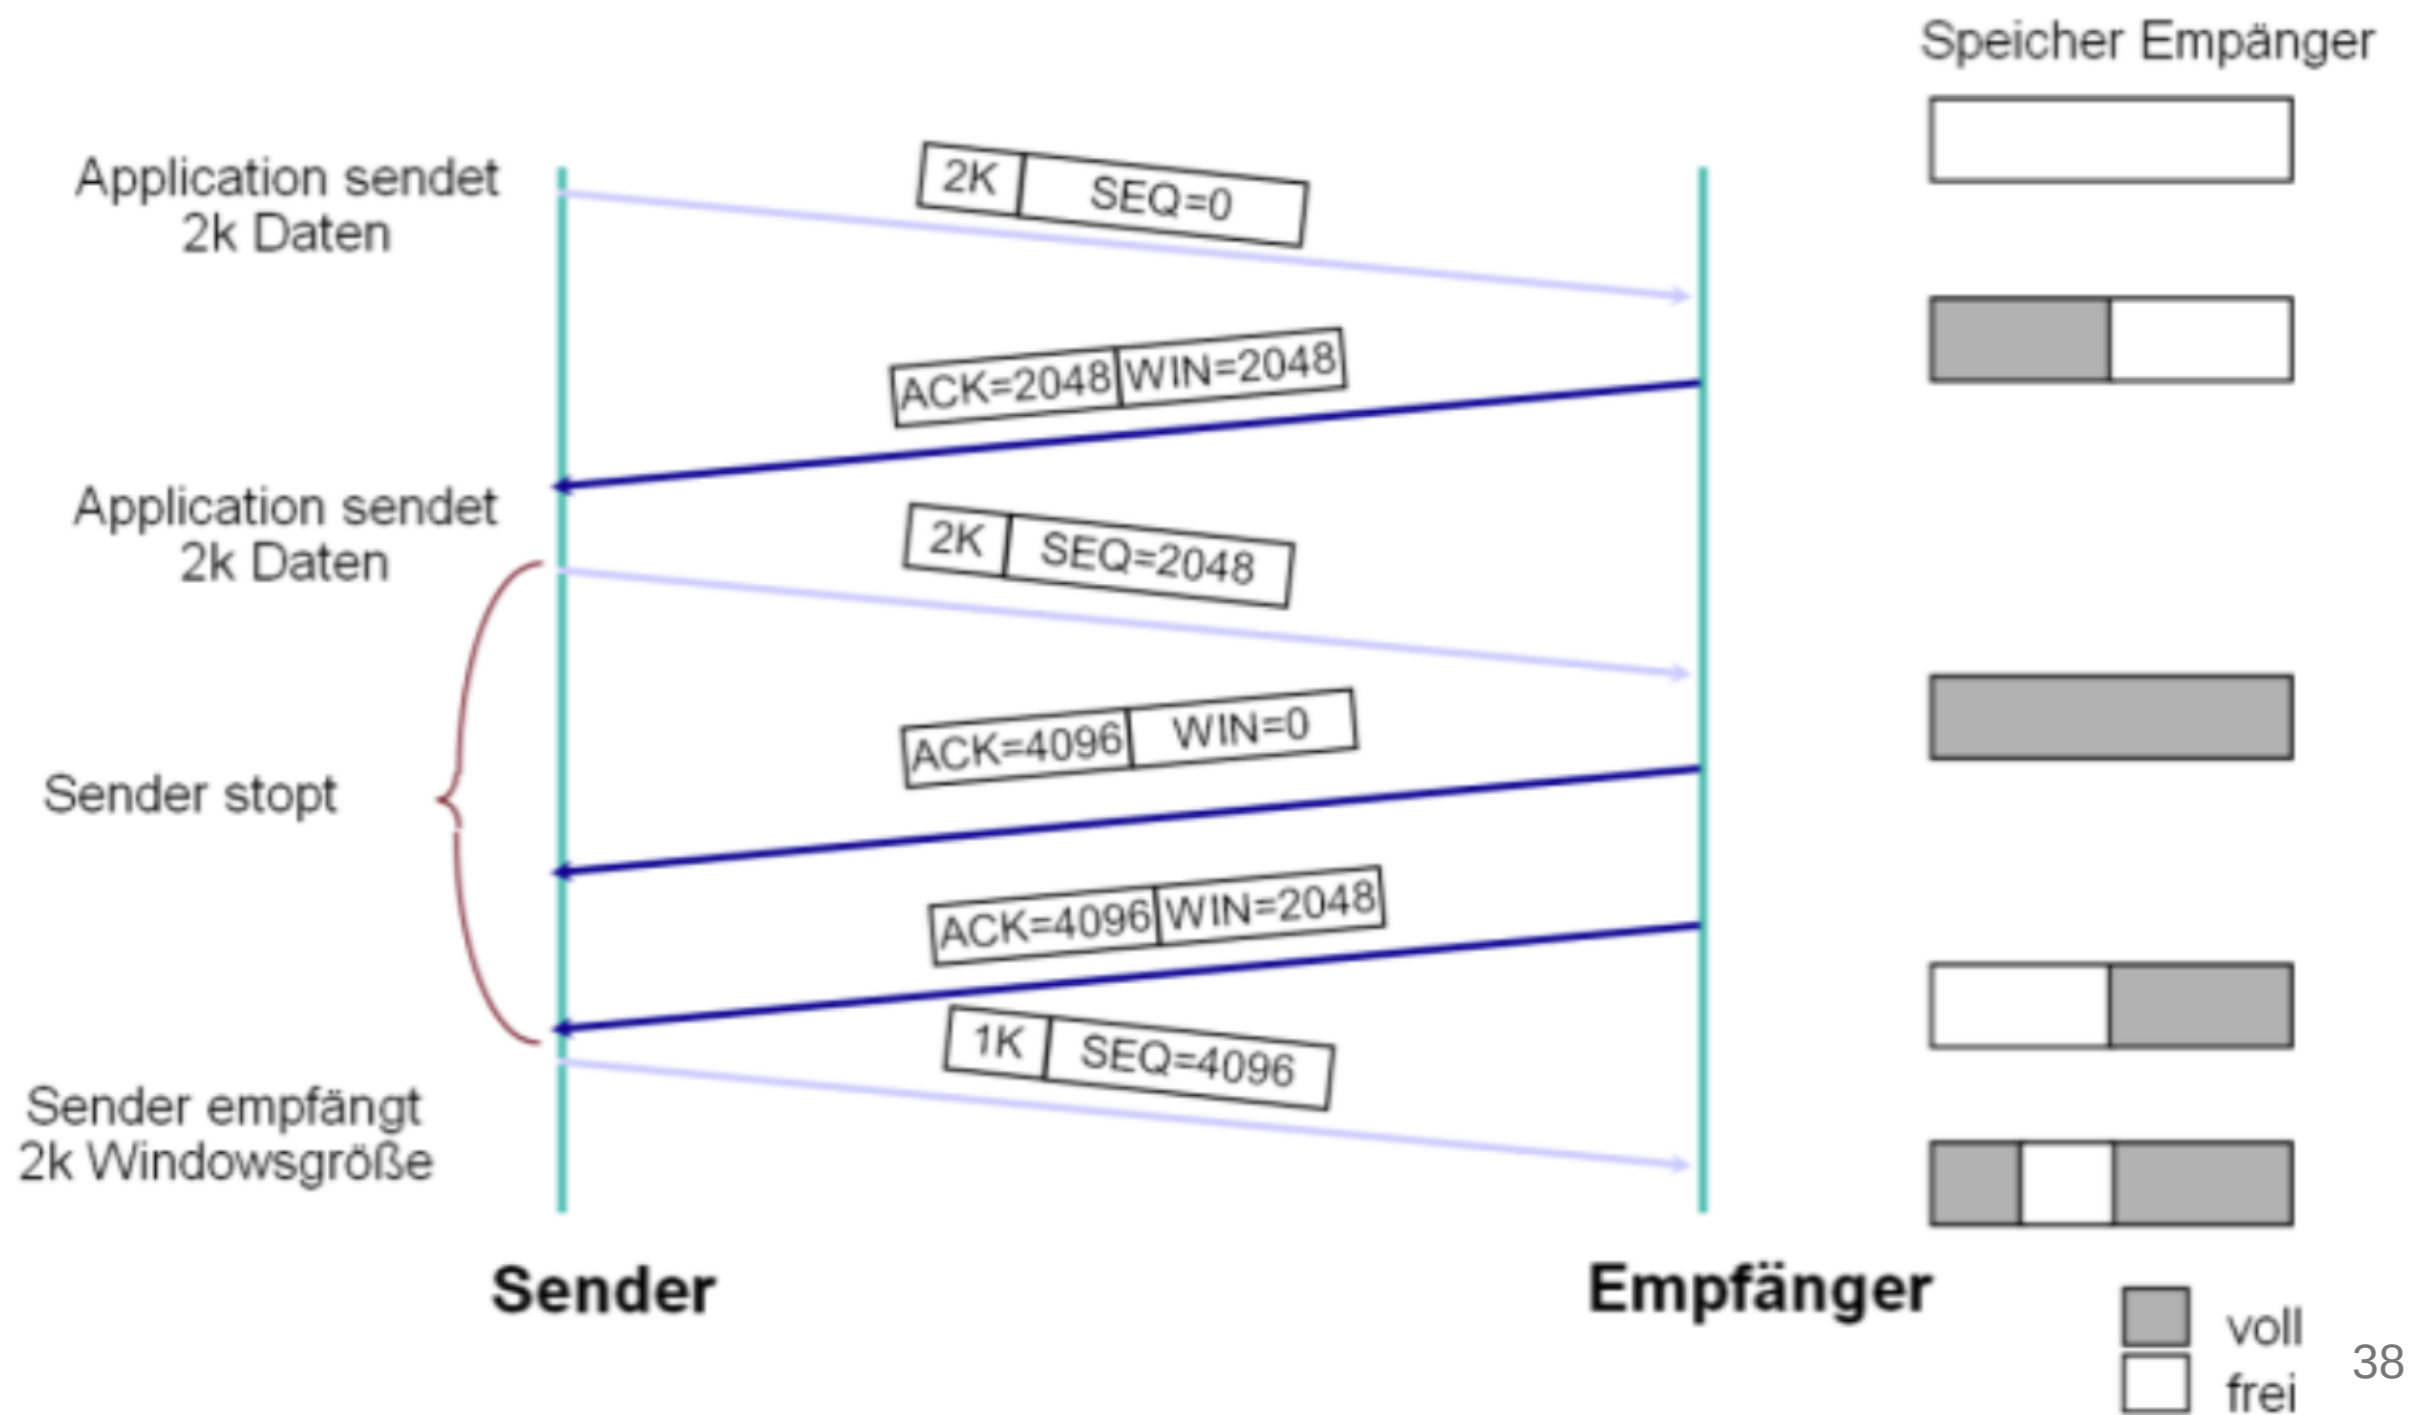 Speicher Empänger
Application sendet
2k Daten
2K SEQ=0
ACK=2048 WIN=2048
Application sendet
2k Daten
2K SEQ=2048
ACK=4096 WIN=0
Sender stopt
ACK=4096 WIN=2048
1K SEQ=4096
Sender empfängt
2k Windowsgröße
Sender
Empfänger
voll
frei
38